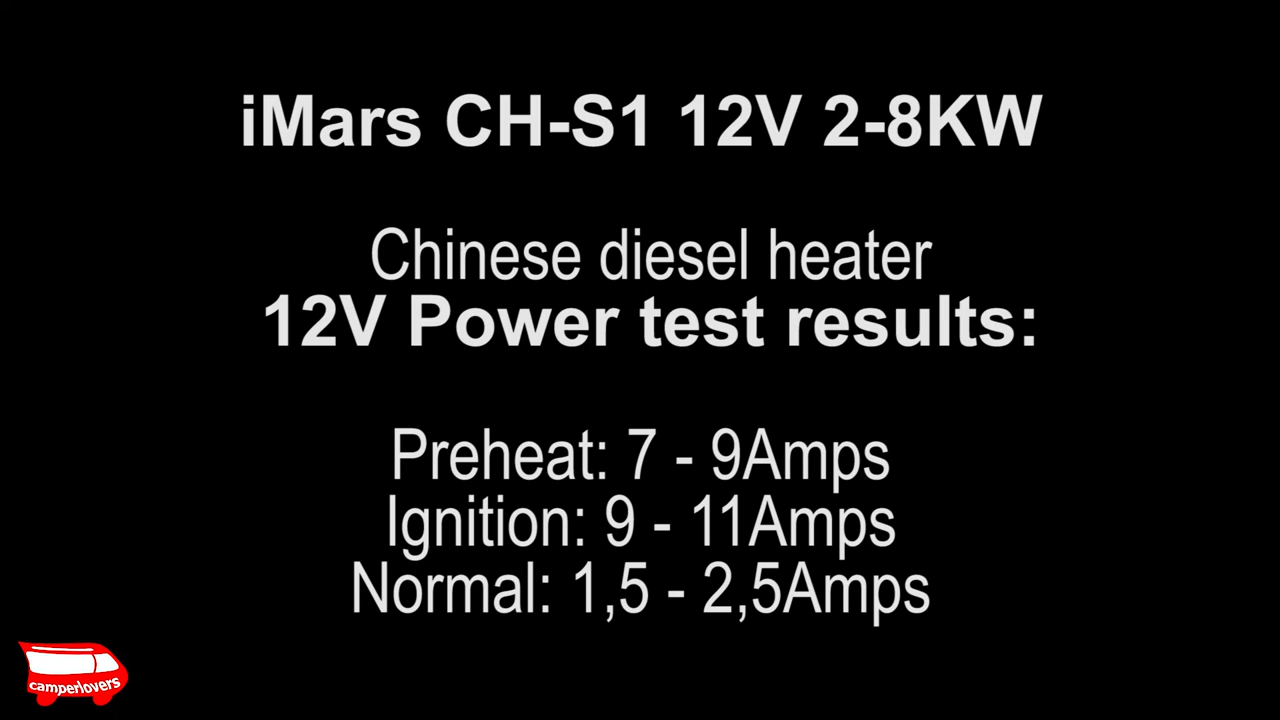 iMars CH-S1 12V 2-8KW
Chinese diesel heater
12V Power test results:
Preheat: 7 - 9Amps
Ignition: 9 - 11Amps
Normal: 1,5 - 2,5Amps
camperlovers